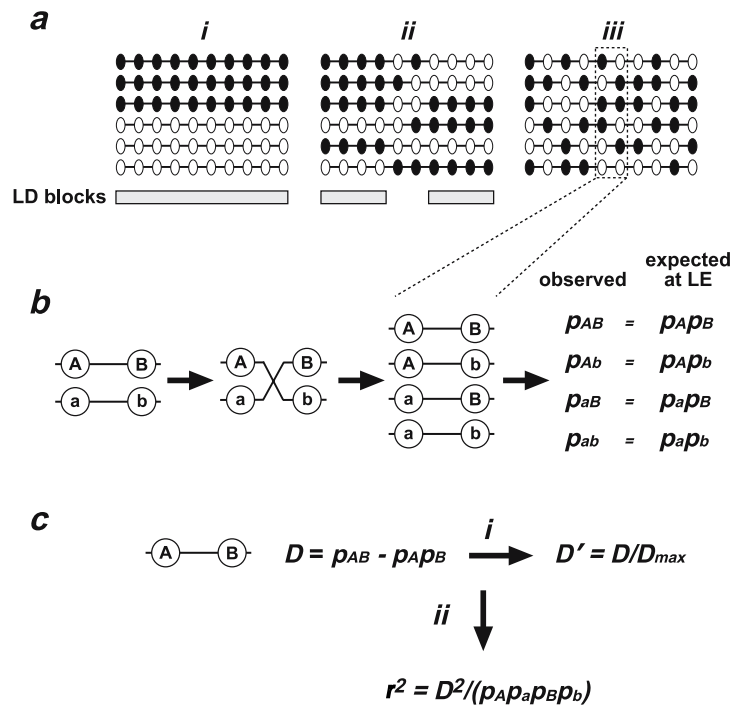 a
i ii iii
LD blocks
b
observed expected at LE
A B
a b
A B
a b
A B
A b
a B
a b
pAB = pApB
pAb = pApb
paB = papB
pab = papb
c
A B
D = pAB - pApB
i
D′ = D/Dmax
ii
r² = D²/(pApapBpb)